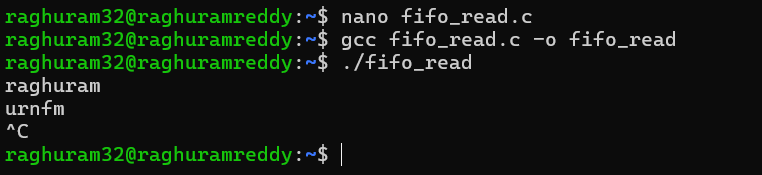 raghuram32@raghuramreddy:~$ nano fifo_read.c
raghuram32@raghuramreddy:~$ gcc fifo_read.c -o fifo_read
raghuram32@raghuramreddy:~$ ./fifo_read
raghuram
urnfm
^C
raghuram32@raghuramreddy:~$